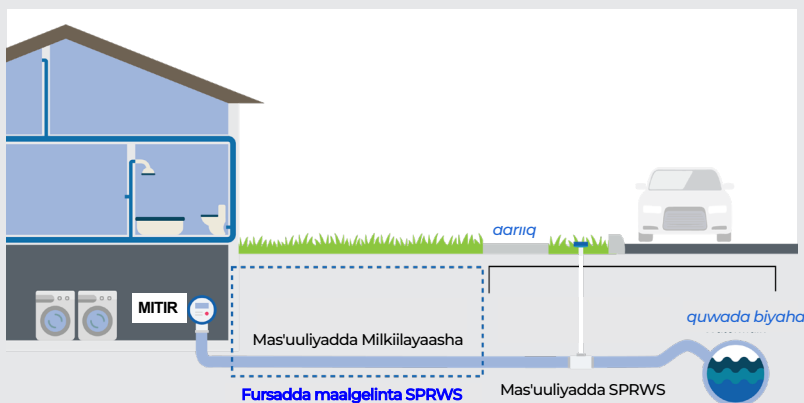 dariiq
MITIR
quwada biyaha
Mas'uuliyadda Milkiilayaasha
Fursadda maalgelinta SPRWS
Mas'uuliyadda SPRWS